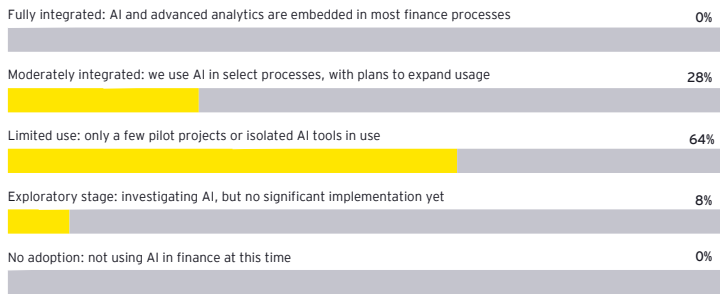 Fully integrated: AI and advanced analytics are embedded in most finance processes 0%
Moderately integrated: we use AI in select processes, with plans to expand usage 28%
Limited use: only a few pilot projects or isolated AI tools in use 64%
Exploratory stage: investigating AI, but no significant implementation yet 8%
No adoption: not using AI in finance at this time 0%